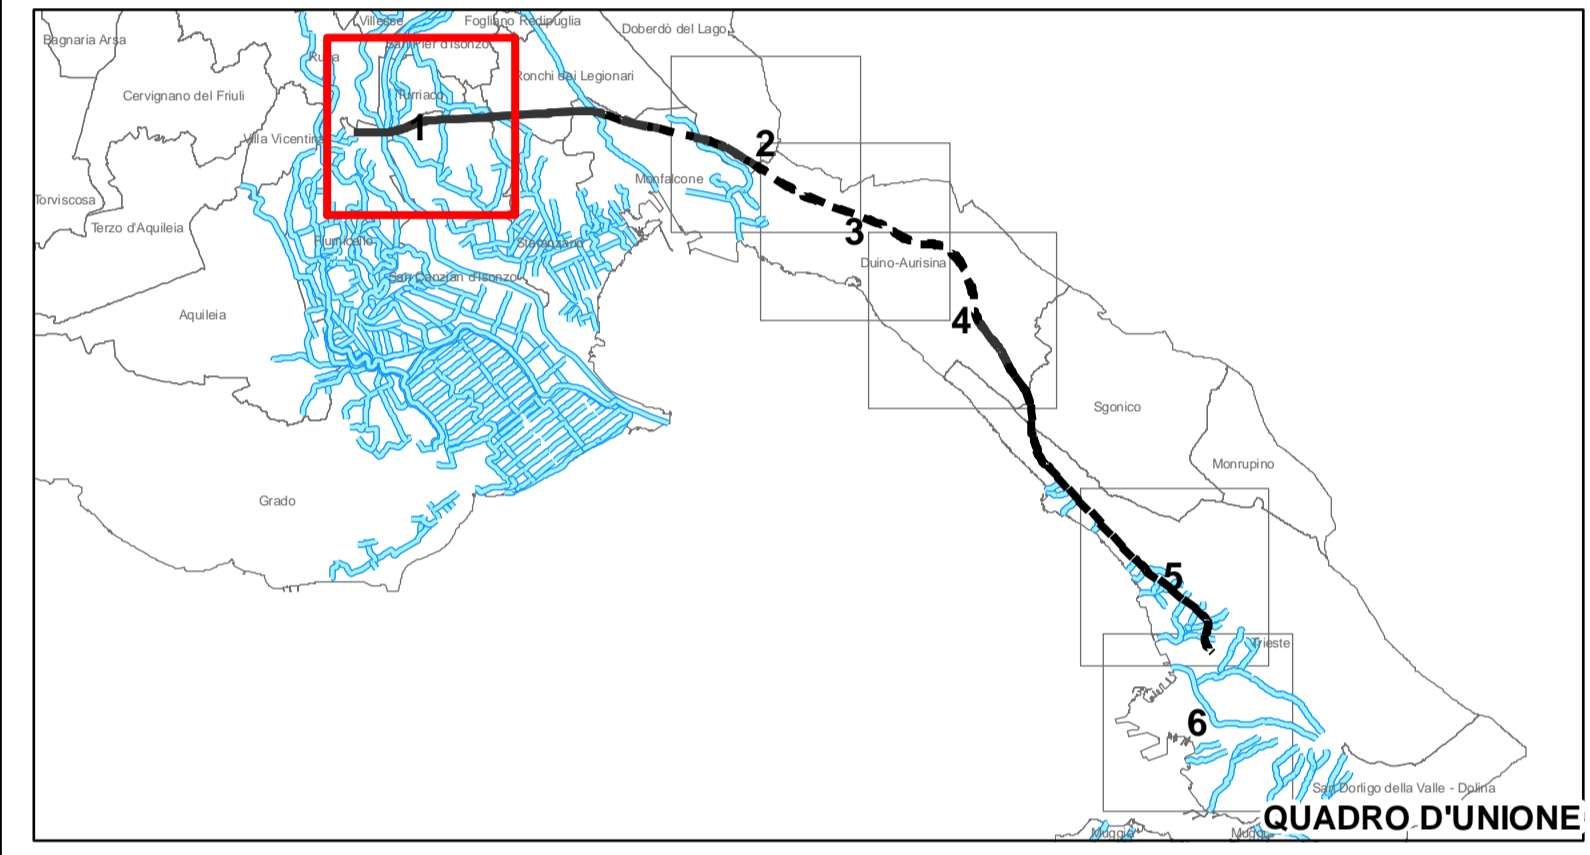 Villesse
Fogliano Redipuglia
Doberdò del Lago
Bagnaria Arsa
San Pier d'Isonzo
Ruda
Ronchi dei Legionari
Cervignano del Friuli
Turriaco
1
Villa Vicentina
2
Monfalcone
Torviscosa
Terzo d'Aquileia
Fiumicello
Staranzano
3
Duino-Aurisina
San Canzian d'Isonzo
Aquileia
4
Sgonico
Monrupino
Grado
5
Trieste
6
San Dorligo della Valle - Dolina
QUADRO D'UNIONE
Muggia
Muggia